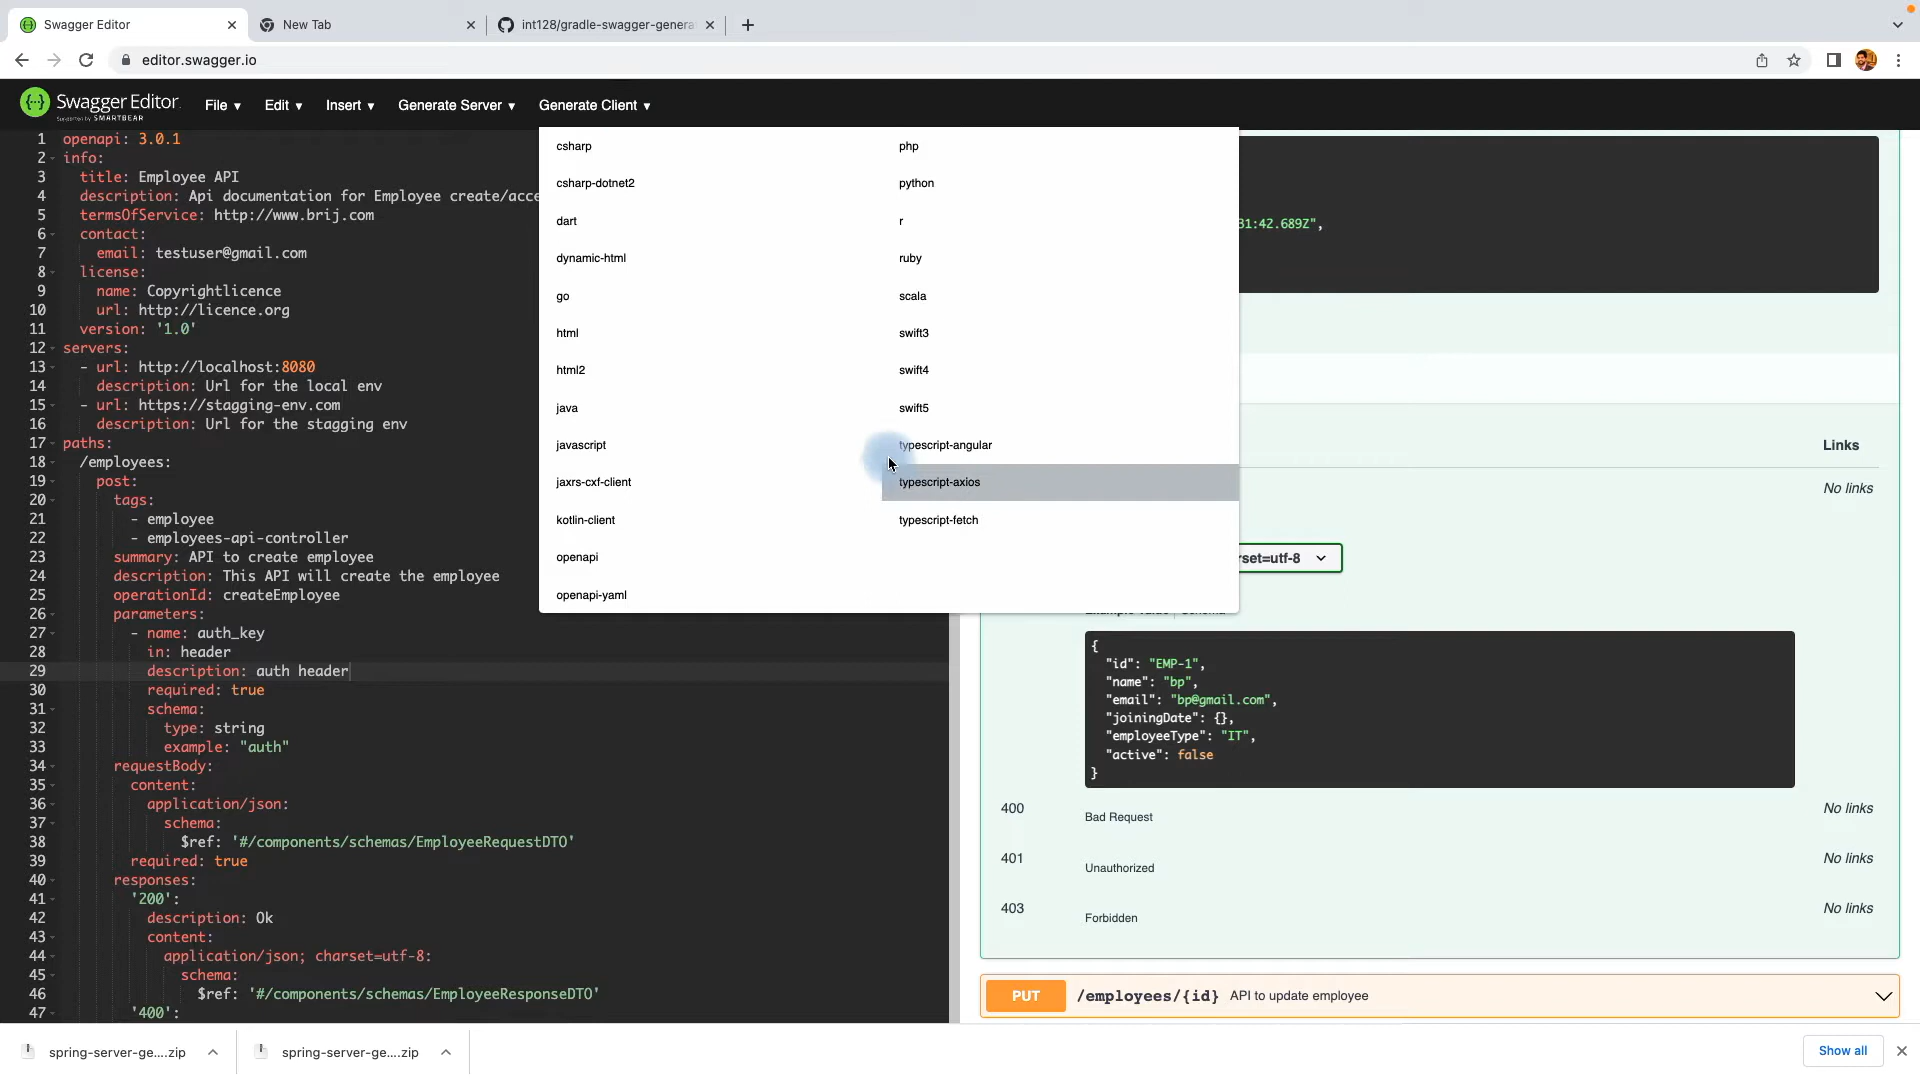 Swagger Editor
New Tab
int128/gradle-swagger-genera
editor.swagger.io
Swagger Editor.
Supported by SMARTBEAR
File
Edit
Insert
Generate Server
Generate Client
1 openapi: 3.0.1
2 info:
3 title: Employee API
4 description: Api documentation for Employee create/acce
5 termsOfService: http://www.brij.com
6 contact:
7 email: testuser@gmail.com
8 license:
9 name: Copyrightlicence
10 url: http://licence.org
11 version: '1.0'
12 servers:
13 - url: http://localhost:8080
14 description: Url for the local env
15 - url: https://stagging-env.com
16 description: Url for the stagging env
17 paths:
18 /employees:
19 post:
20 tags:
21 - employee
22 - employees-api-controller
23 summary: API to create employee
24 description: This API will create the employee
25 operationId: createEmployee
26 parameters:
27 - name: auth_key
28 in: header
29 description: auth header
30 required: true
31 schema:
32 type: string
33 example: "auth"
34 requestBody:
35 content:
36 application/json:
37 schema:
38 $ref: '#/components/schemas/EmployeeRequestDTO'
39 required: true
40 responses:
41 '200':
42 description: Ok
43 content:
44 application/json; charset=utf-8:
45 schema:
46 $ref: '#/components/schemas/EmployeeResponseDTO'
47 '400':
csharp
csharp-dotnet2
dart
dynamic-html
go
html
html2
java
javascript
jaxrs-cxf-client
kotlin-client
openapi
openapi-yaml
php
python
r
ruby
scala
swift3
swift4
swift5
typescript-angular
typescript-axios
typescript-fetch
31:42.689Z",
Links
No links
rset=utf-8
{
"id": "EMP-1",
"name": "bp",
"email": "bp@gmail.com",
"joiningDate": {},
"employeeType": "IT",
"active": false
}
400
Bad Request
No links
401
Unauthorized
No links
403
Forbidden
No links
PUT /employees/{id} API to update employee
spring-server-ge....zip
spring-server-ge....zip
Show all